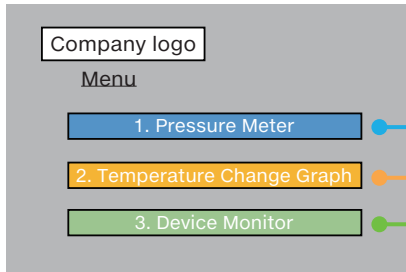 Company logo
Menu
1. Pressure Meter
2. Temperature Change Graph
3. Device Monitor